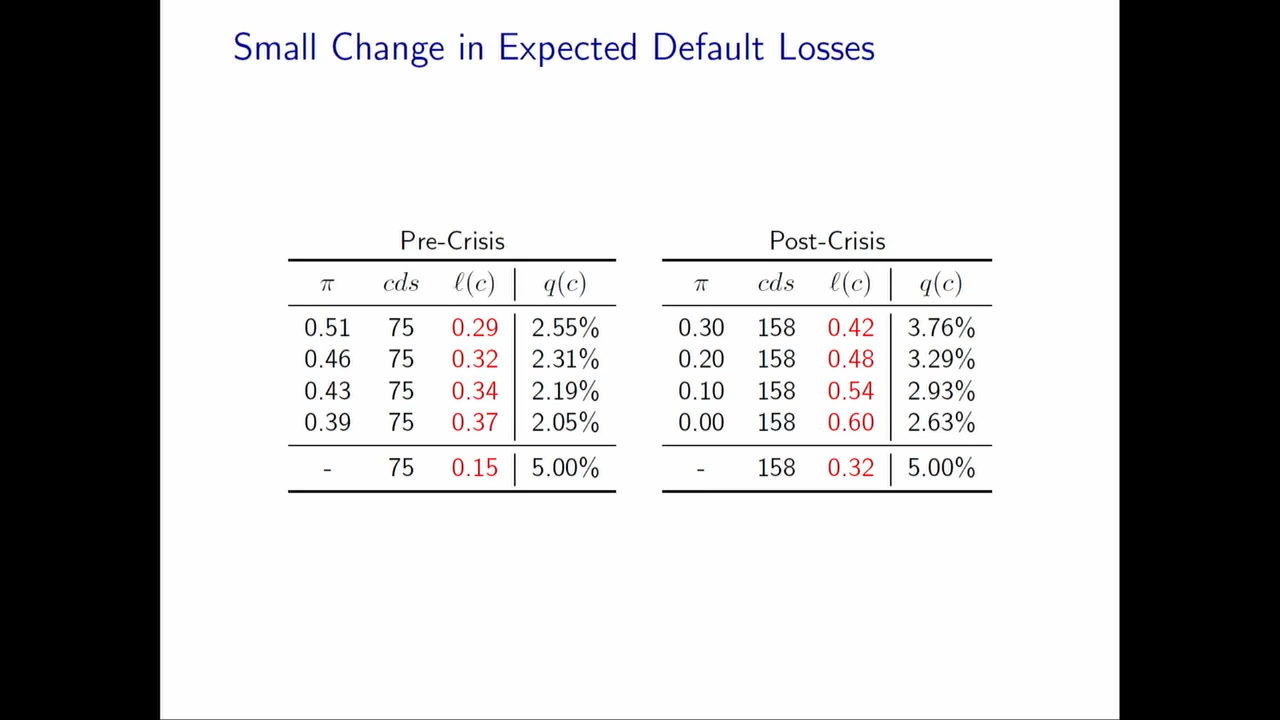 Small Change in Expected Default Losses
Pre-Crisis
π cds ℓ(c) q(c)
0.51 75 0.29 2.55%
0.46 75 0.32 2.31%
0.43 75 0.34 2.19%
0.39 75 0.37 2.05%
- 75 0.15 5.00%
Post-Crisis
π cds ℓ(c) q(c)
0.30 158 0.42 3.76%
0.20 158 0.48 3.29%
0.10 158 0.54 2.93%
0.00 158 0.60 2.63%
- 158 0.32 5.00%